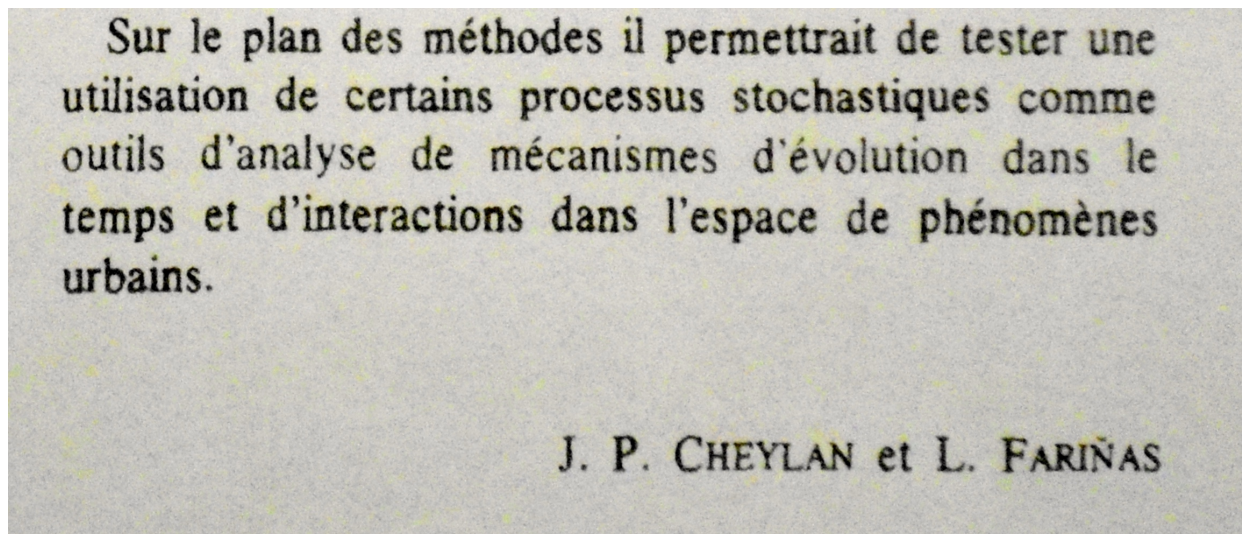 Sur le plan des méthodes il permettrait de tester une
utilisation de certains processus stochastiques comme
outils d'analyse de mécanismes d'évolution dans le
temps et d'interactions dans l'espace de phénomènes
urbains.
J. P. CHEYLAN et L. FARIÑAS